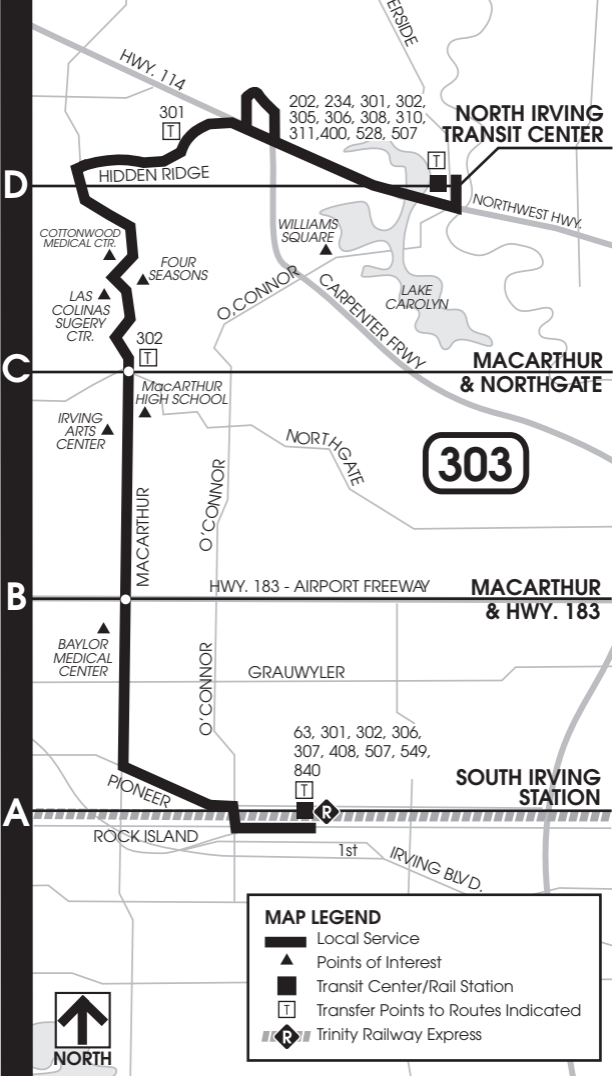 ERSIDE
HWY. 114
301
T
202, 234, 301, 302,
305, 306, 308, 310,
311,400, 528, 507
NORTH IRVING
TRANSIT CENTER
T
D
HIDDEN RIDGE
NORTHWEST HWY.
COTTONWOOD
MEDICAL CTR.
WILLIAMS
SQUARE
FOUR
SEASONS
LAS
COLINAS
SUGERY
CTR.
O,CONNOR
CARPENTER FRWY
LAKE
CAROLYN
302
T
C
MACARTHUR
& NORTHGATE
MacARTHUR
HIGH SCHOOL
IRVING
ARTS
CENTER
NORTHGATE
303
MACARTHUR
O'CONNOR
B
HWY. 183 - AIRPORT FREEWAY
MACARTHUR
& HWY. 183
BAYLOR
MEDICAL
CENTER
O'CONNOR
GRAUWYLER
63, 301, 302, 306,
307, 408, 507, 549,
840
T
SOUTH IRVING
STATION
PIONEER
A
R
ROCK ISLAND
1st
IRVING BLVD.
MAP LEGEND
Local Service
Points of Interest
Transit Center/Rail Station
T Transfer Points to Routes Indicated
R Trinity Railway Express
NORTH